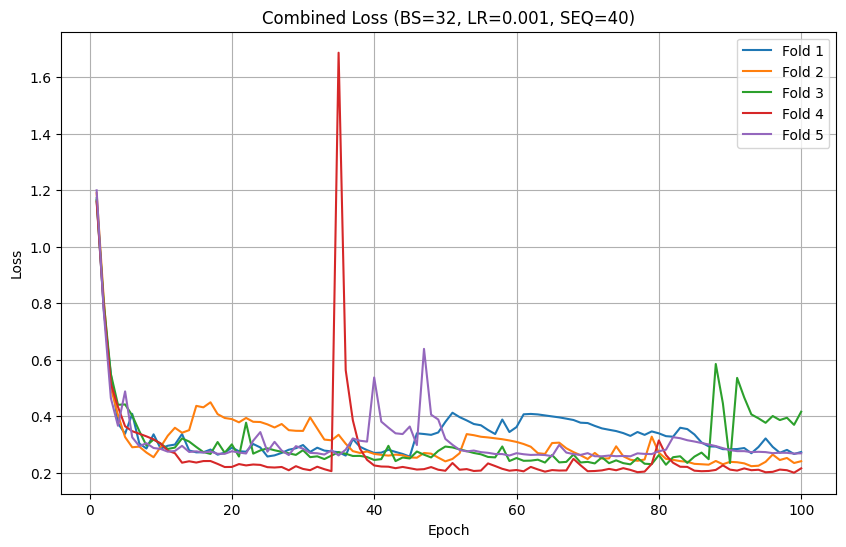 Combined Loss (BS=32, LR=0.001, SEQ=40)
Fold 1
Fold 2
Fold 3
Fold 4
Fold 5
1.6
1.4
1.2
1.0
0.8
0.6
0.4
0.2
Loss
0
20
40
60
80
100
Epoch